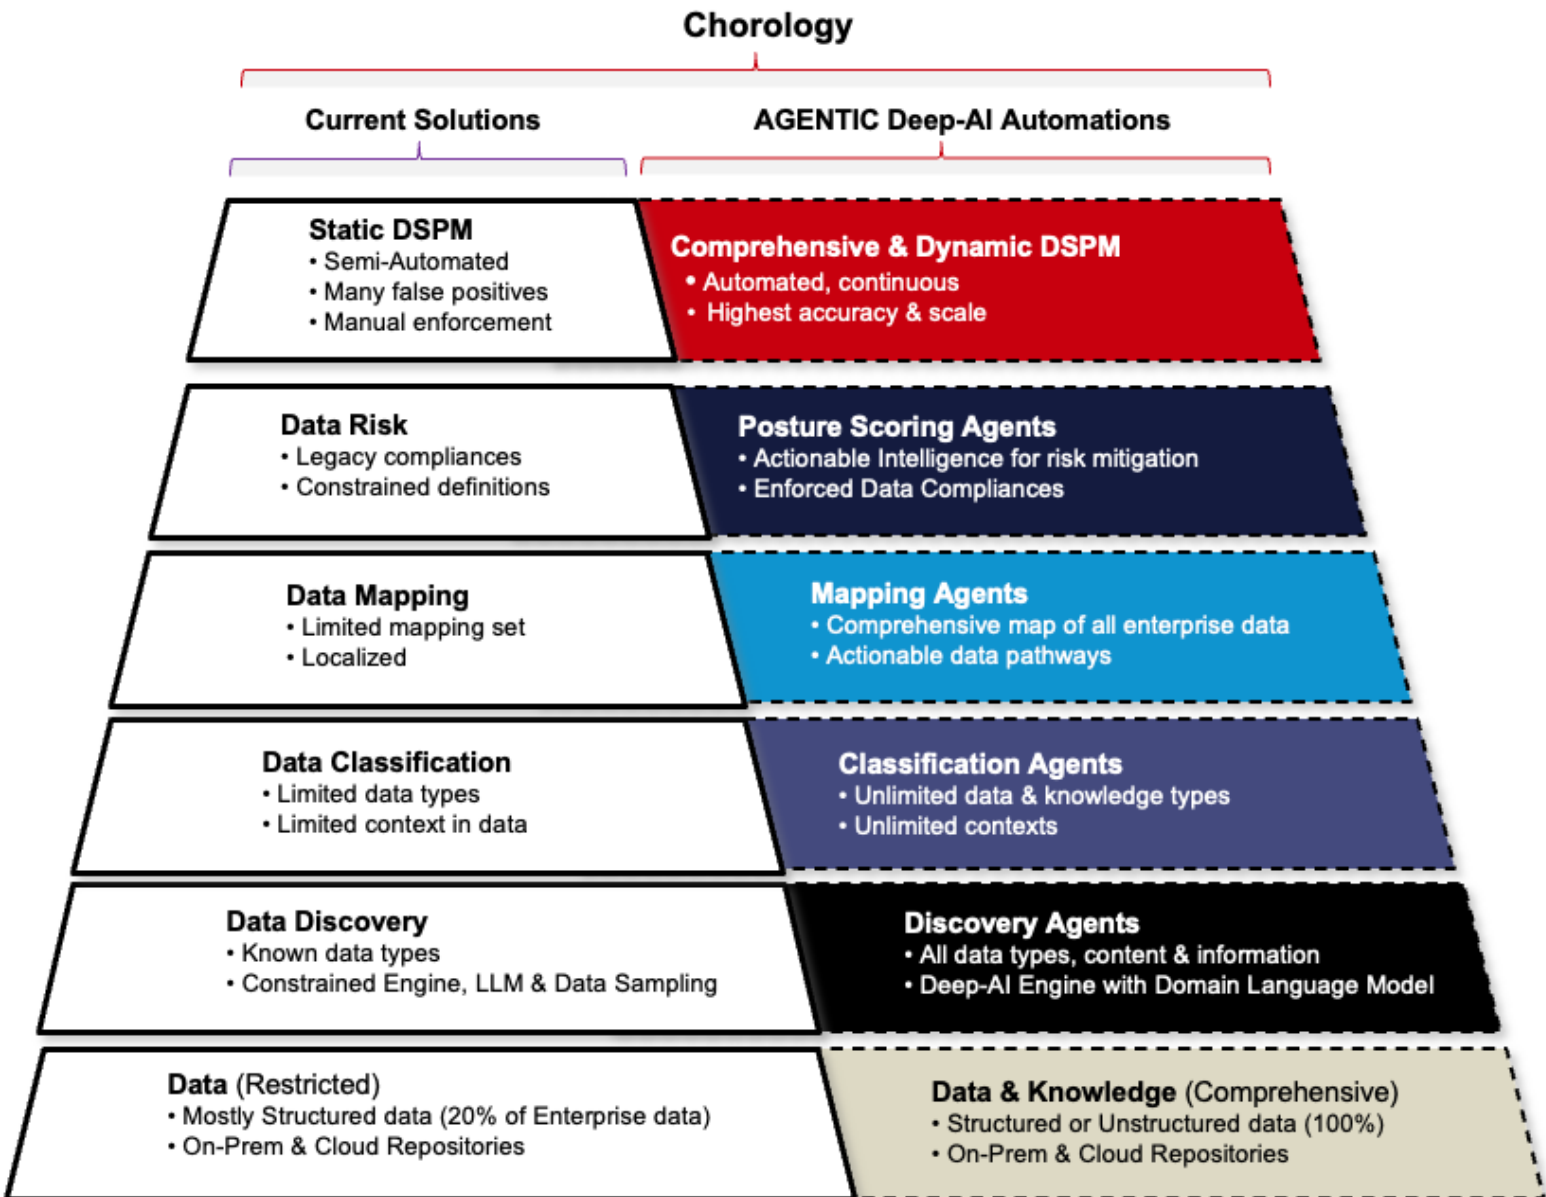 Chorology
Current Solutions
AGENTIC Deep-AI Automations
Static DSPM
• Semi-Automated
• Many false positives
• Manual enforcement
Comprehensive & Dynamic DSPM
• Automated, continuous
• Highest accuracy & scale
Data Risk
• Legacy compliances
• Constrained definitions
Posture Scoring Agents
• Actionable Intelligence for risk mitigation
• Enforced Data Compliances
Data Mapping
• Limited mapping set
• Localized
Mapping Agents
• Comprehensive map of all enterprise data
• Actionable data pathways
Data Classification
• Limited data types
• Limited context in data
Classification Agents
• Unlimited data & knowledge types
• Unlimited contexts
Data Discovery
• Known data types
• Constrained Engine, LLM & Data Sampling
Discovery Agents
• All data types, content & information
• Deep-AI Engine with Domain Language Model
Data (Restricted)
• Mostly Structured data (20% of Enterprise data)
• On-Prem & Cloud Repositories
Data & Knowledge (Comprehensive)
• Structured or Unstructured data (100%)
• On-Prem & Cloud Repositories